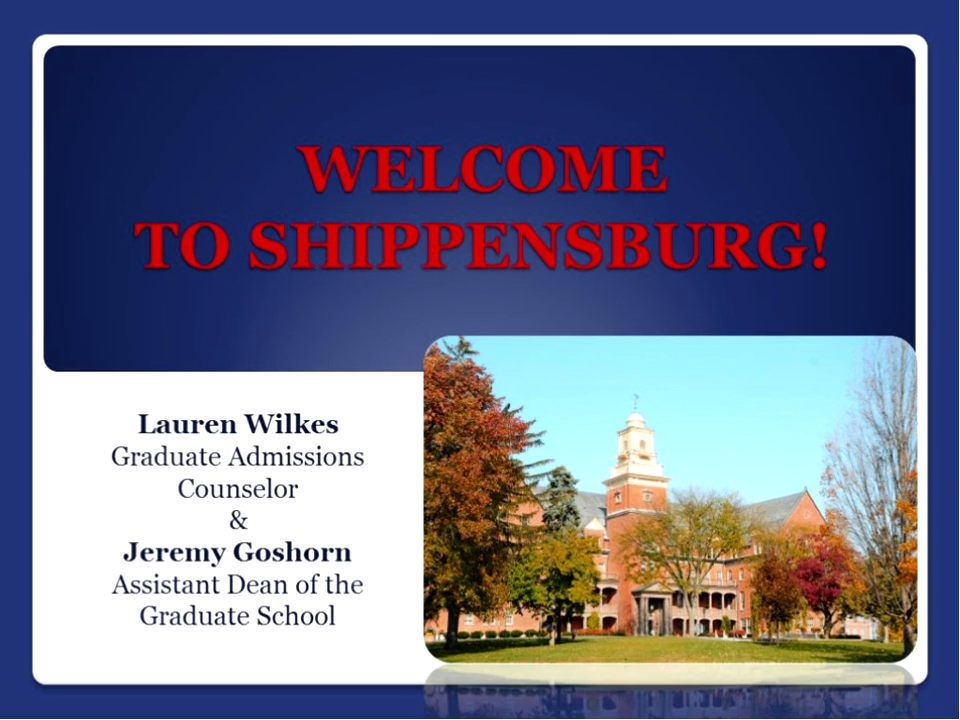 WELCOME
TO SHIPPENSBURG!
Lauren Wilkes
Graduate Admissions
Counselor
&
Jeremy Goshorn
Assistant Dean of the
Graduate School